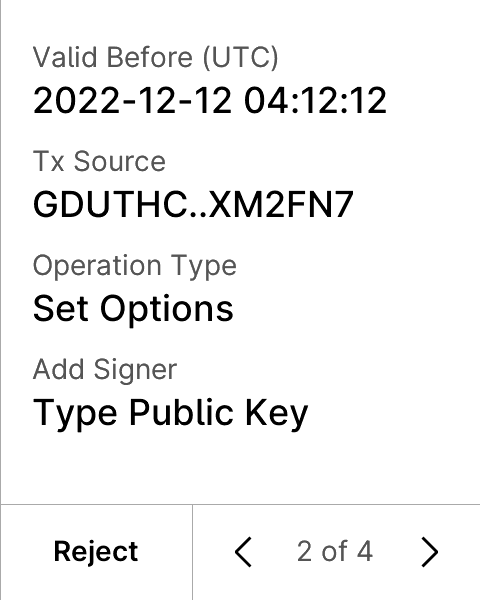 Valid Before (UTC)
2022-12-12 04:12:12
Tx Source
GDUTHC..XM2FN7
Operation Type
Set Options
Add Signer
Type Public Key
Reject
2 of 4